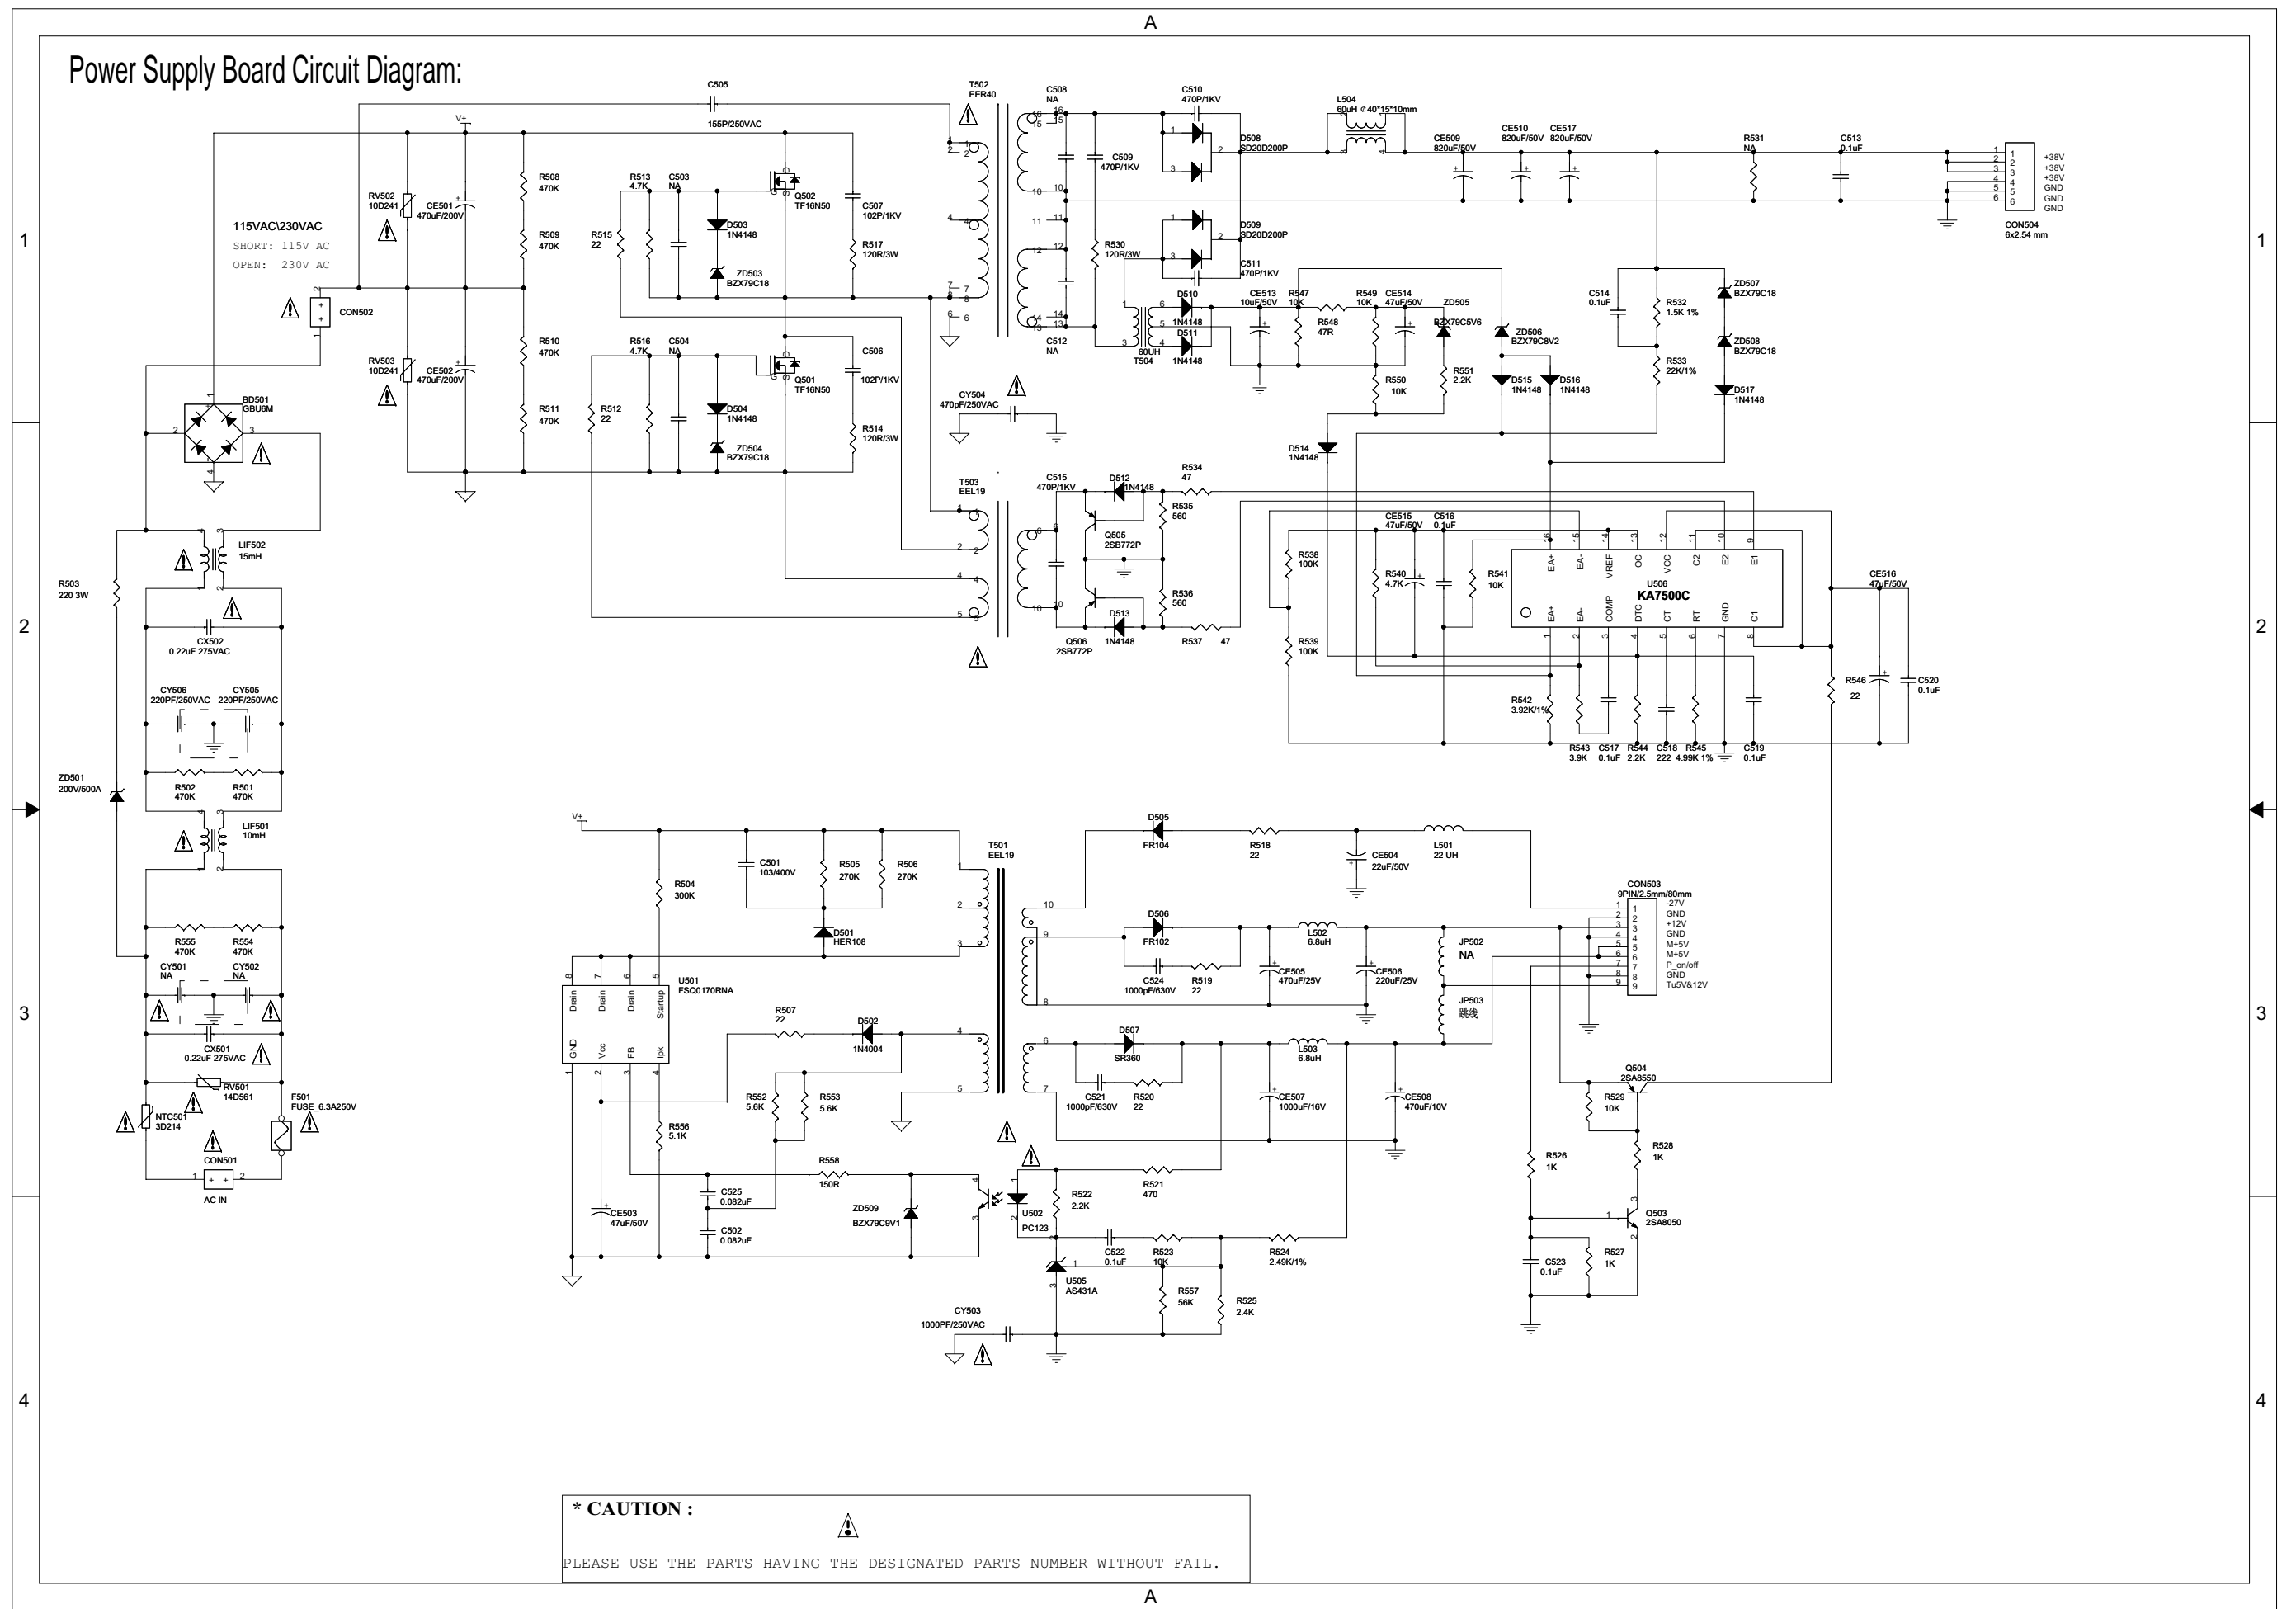 A
Power Supply Board Circuit Diagram:
1
1
2
2
3
3
4
4
115VAC\230VAC
SHORT: 115V AC
OPEN: 230V AC
CON502
BD501
GBU6M
LIF502
15mH
R503
220 3W
CX502
0.22uF 275VAC
CY506
220PF/250VAC
CY505
220PF/250VAC
R502
470K
R501
470K
ZD501
200V/500A
LIF501
10mH
R555
470K
R554
470K
CY501
NA
CY502
NA
CX501
0.22uF 275VAC
RV501
14D561
NTC501
3D214
F501
FUSE_6.3A250V
CON501
AC IN
V+
C505
155P/250VAC
RV502
10D241
CE501
470uF/200V
RV503
10D241
CE502
470uF/200V
R508
470K
R509
470K
R510
470K
R511
470K
R513
4.7K
C503
NA
R515
22
D503
1N4148
ZD503
BZX79C18
Q502
TF16N50
C507
102P/1KV
R517
120R/3W
R516
4.7K
C504
NA
R512
22
D504
1N4148
ZD504
BZX79C18
Q501
TF16N50
C506
102P/1KV
R514
120R/3W
T502
EER40
C508
NA
C509
470P/1KV
C510
470P/1KV
D508
SD20D200P
D509
SD20D200P
C511
470P/1KV
R530
120R/3W
C512
NA
60UH
T504
D510
1N4148
D511
1N4148
CY504
470pF/250VAC
L504
60uH ¢40*15*10mm
CE509
820uF/50V
CE510
820uF/50V
CE517
820uF/50V
R531
NA
C513
0.1uF
+38V
+38V
+38V
GND
GND
GND
CON504
6x2.54 mm
CE513
10uF/50V
R547
10K
R548
47R
R549
10K
CE514
47uF/50V
ZD505
BZX79C5V6
ZD506
BZX79C8V2
R550
10K
R551
2.2K
D515
1N4148
D516
1N4148
C514
0.1uF
R532
1.5K 1%
R533
22K/1%
ZD507
BZX79C18
ZD508
BZX79C18
D517
1N4148
D514
1N4148
T503
EEL19
C515
470P/1KV
D512
1N4148
Q505
2SB772P
R534
47
R535
560
R536
560
D513
1N4148
Q506
2SB772P
R537 47
R538
100K
R539
100K
CE515
47uF/50V
C516
0.1uF
R540
4.7K
R541
10K
EA+ EA- VREF OC VCC C2 E2 E1
U506
KA7500C
EA+ EA- COMP DTC CT RT GND C1
CE516
47uF/50V
C520
0.1uF
R546
22
R542
3.92K/1%
R543
3.9K
C517
0.1uF
R544
2.2K
C518
222
R545
4.99K 1%
C519
0.1uF
V+
R504
300K
C501
103/400V
R505
270K
R506
270K
D501
HER108
T501
EEL19
U501
FSQ0170RNA
Drain Drain Drain Startup
GND Vcc FB Ipk
R507
22
D502
1N4004
R552
5.6K
R553
5.6K
R556
5.1K
R558
150R
C525
0.082uF
C502
0.082uF
CE503
47uF/50V
ZD509
BZX79C9V1
U502
PC123
CY503
1000PF/250VAC
D505
FR104
R518
22
CE504
22uF/50V
L501
22 UH
D506
FR102
C524
1000pF/630V
R519
22
L502
6.8uH
CE505
470uF/25V
CE506
220uF/25V
JP502
NA
JP503
跳线
D507
SR360
C521
1000pF/630V
R520
22
L503
6.8uH
CE507
1000uF/16V
CE508
470uF/10V
R521
470
R522
2.2K
C522
0.1uF
R523
10K
R524
2.49K/1%
U505
AS431A
R557
56K
R525
2.4K
CON503
9PIN/2.5mm/80mm
-27V
GND
+12V
GND
M+5V
M+5V
P_on/off
GND
Tu5V&12V
Q504
2SA8550
R529
10K
R528
1K
R526
1K
Q503
2SA8050
C523
0.1uF
R527
1K
* CAUTION :
PLEASE USE THE PARTS HAVING THE DESIGNATED PARTS NUMBER WITHOUT FAIL.
A